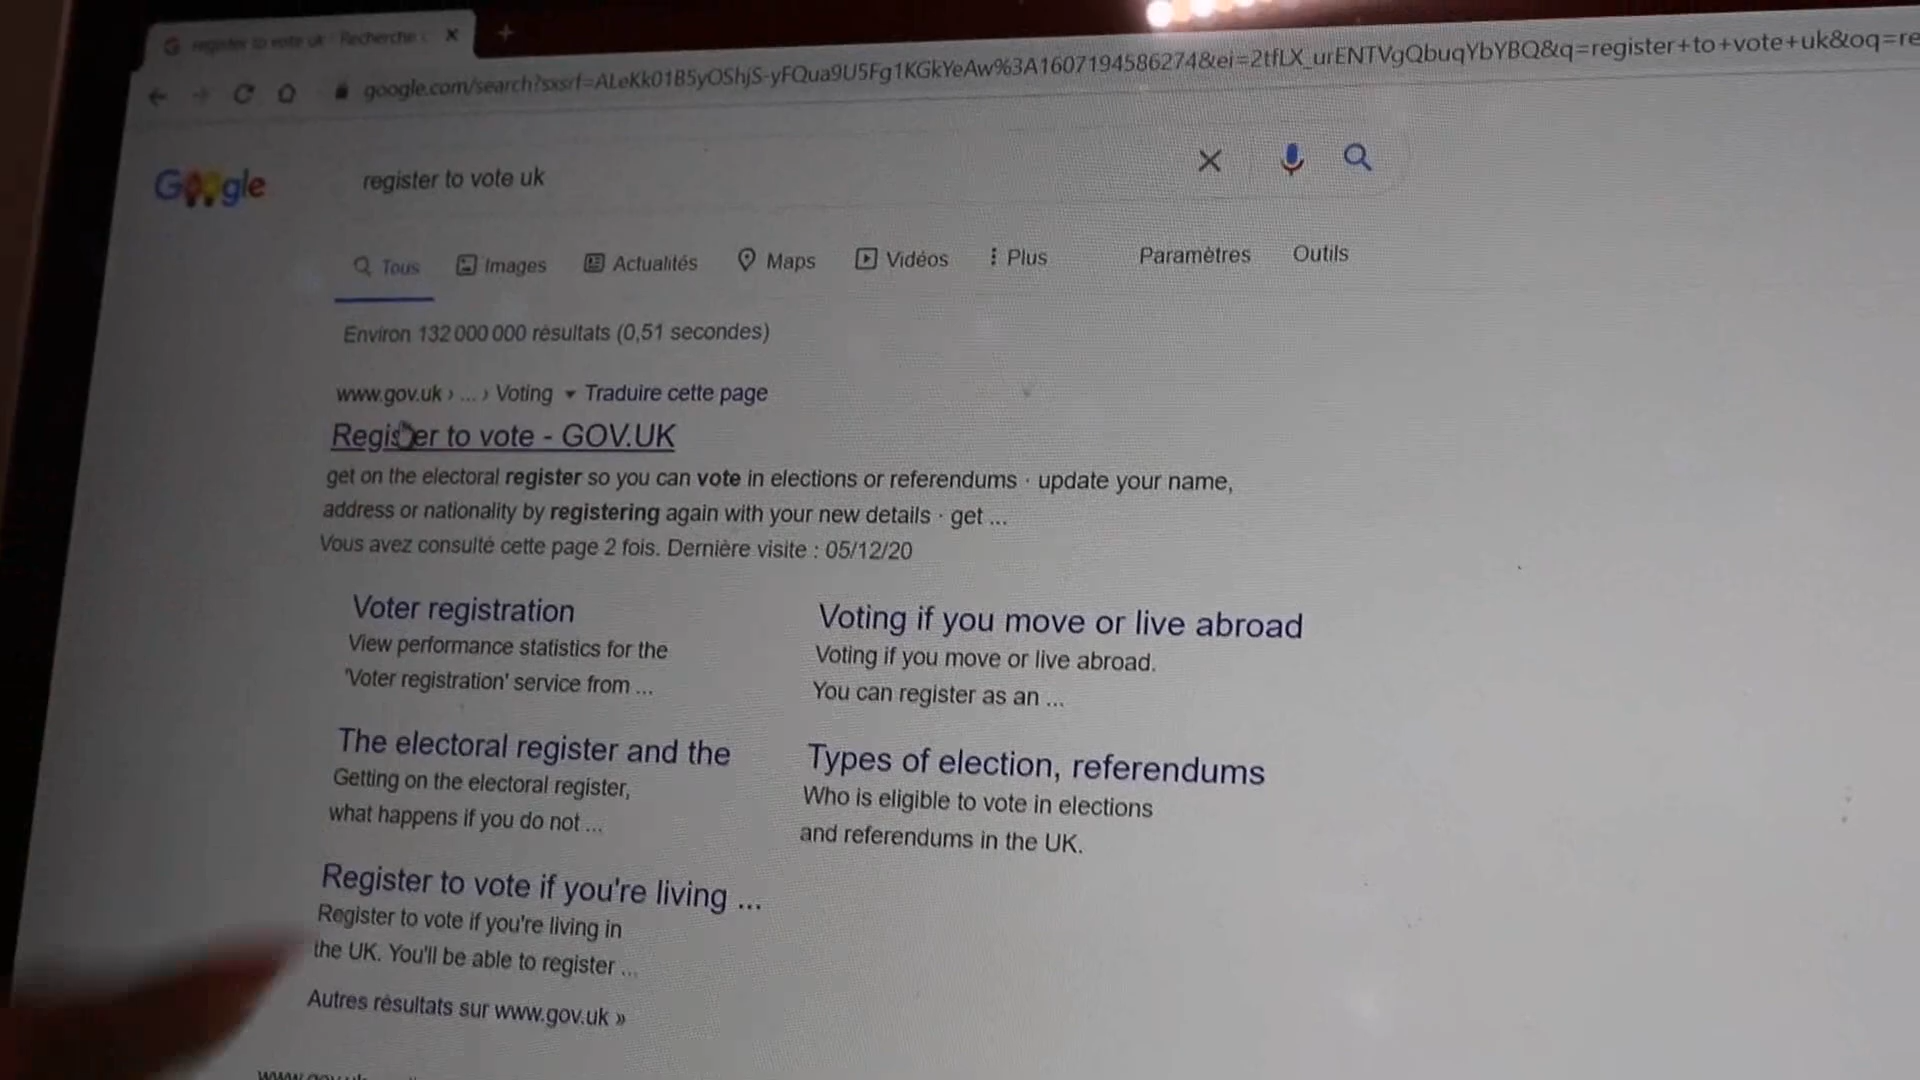 register to vote uk - Recherche
google.com/search?sxsrf=ALeKk01B5yOShjS-yFQua9U5Fg1KGkYeAw%3A1607194586274&ei=2tfLX_urENTVgQbuqYbYBQ&q=register+to+vote+uk&oq=re
Google
register to vote uk
Tous Images Actualités Maps Vidéos Plus Paramètres Outils
Environ 132 000 000 résultats (0,51 secondes)
www.gov.uk › ... › Voting Traduire cette page
Register to vote - GOV.UK
get on the electoral register so you can vote in elections or referendums · update your name,
address or nationality by registering again with your new details · get ...
Vous avez consulté cette page 2 fois. Dernière visite : 05/12/20
Voter registration
View performance statistics for the
'Voter registration' service from ...
Voting if you move or live abroad
Voting if you move or live abroad.
You can register as an ...
The electoral register and the
Getting on the electoral register,
what happens if you do not ...
Types of election, referendums
Who is eligible to vote in elections
and referendums in the UK.
Register to vote if you're living ...
Register to vote if you're living in
the UK. You'll be able to register ...
Autres résultats sur www.gov.uk »